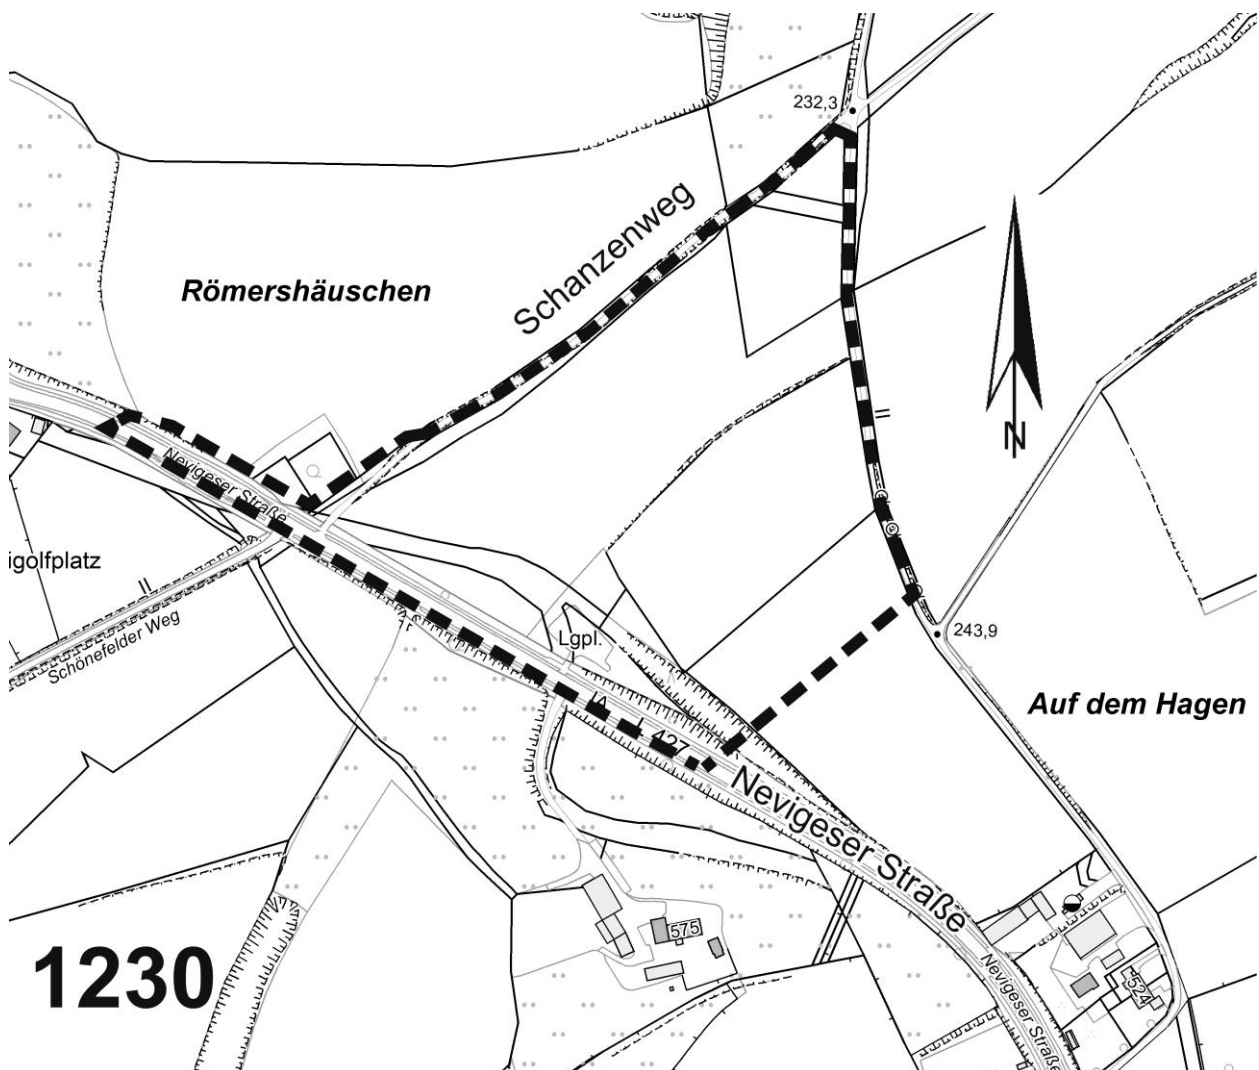 232,3
Schanzenweg
Römershäuschen
N
Nevigeser Straße
igolfplatz
Schönefelder Weg
Lgpl.
243,9
Auf dem Hagen
L 427
Nevigeser Straße
575
1230
524
Nevigeser Straße